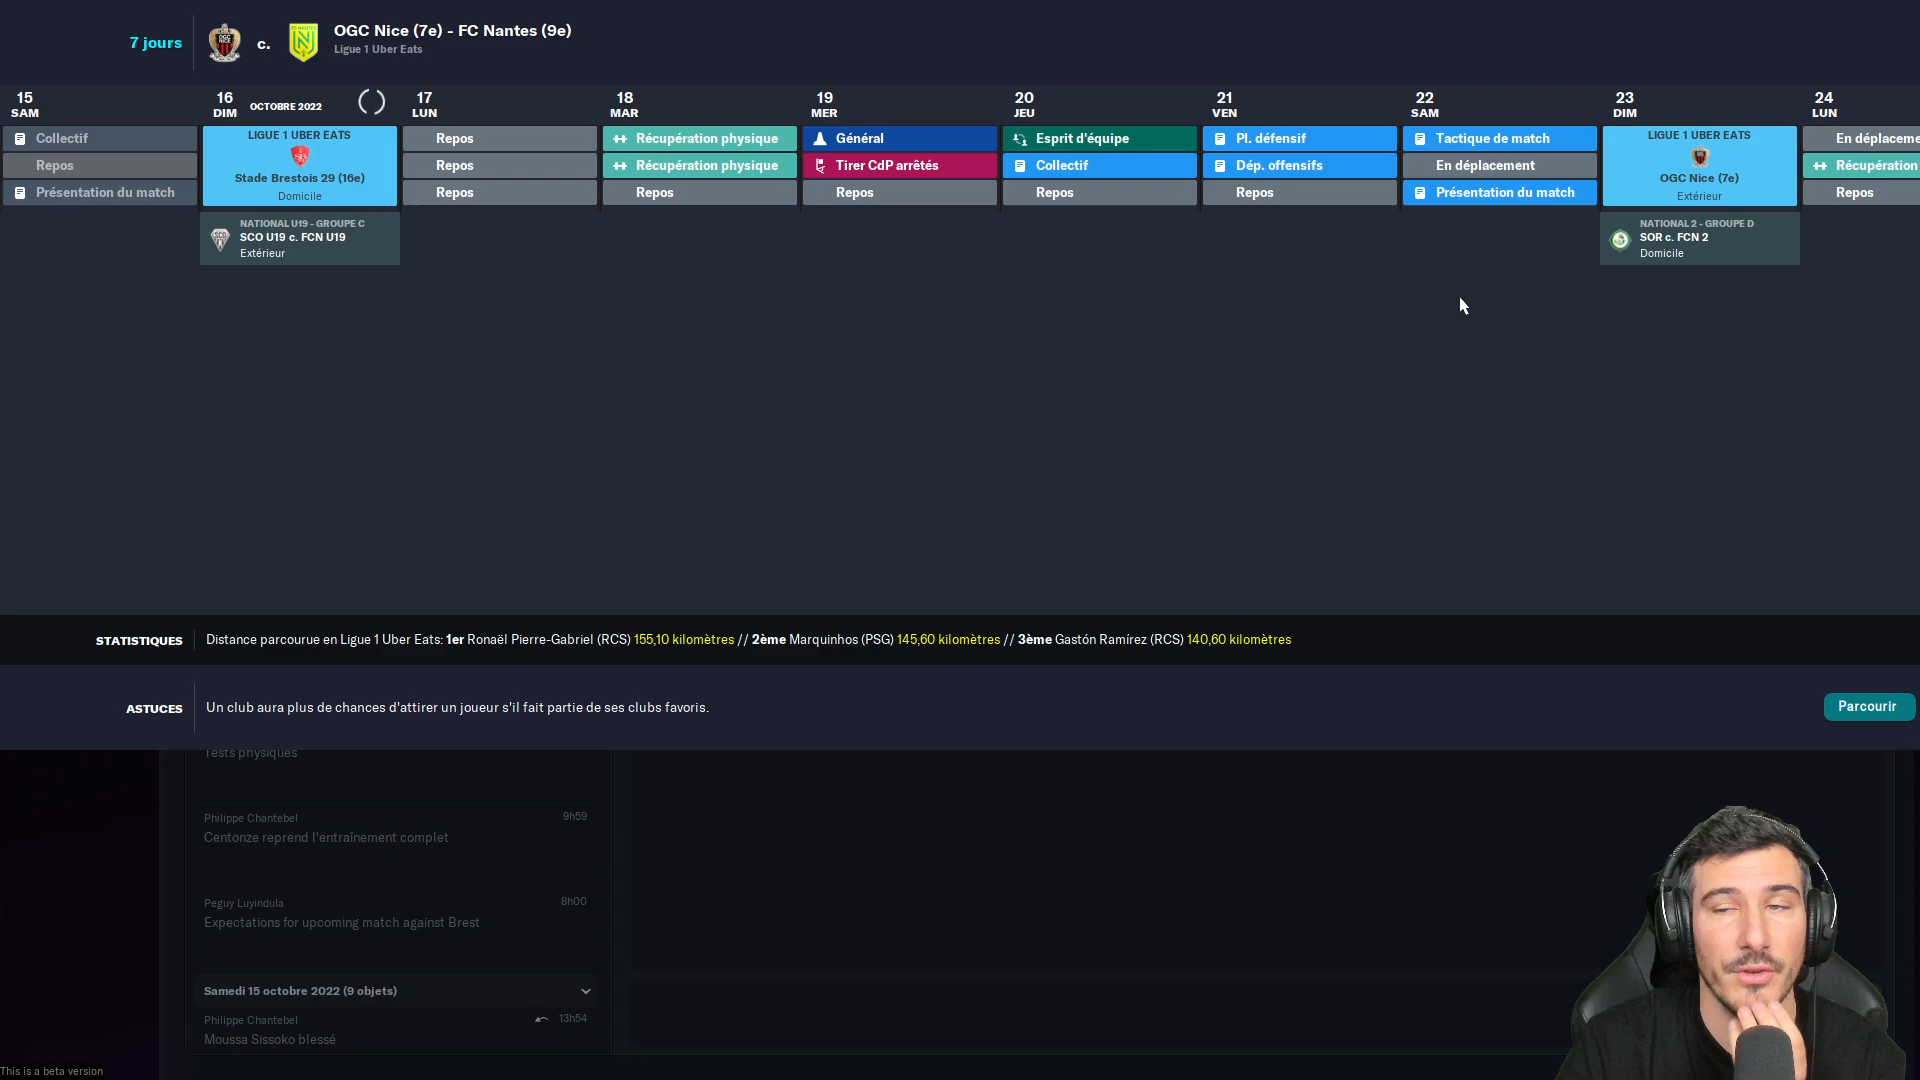 7 jours
c.
OGC Nice (7e) - FC Nantes (9e)
Ligue 1 Uber Eats
15
SAM
16
DIM
OCTOBRE 2022
17
LUN
18
MAR
19
MER
20
JEU
21
VEN
22
SAM
23
DIM
24
LUN
Collectif
Repos
Présentation du match
LIGUE 1 UBER EATS
Stade Brestois 29 (16e)
Domicile
NATIONAL U19 - GROUPE C
SCO U19 c. FCN U19
Extérieur
Repos
Repos
Repos
Récupération physique
Récupération physique
Repos
Général
Tirer CdP arrêtés
Repos
Esprit d'équipe
Collectif
Repos
Pl. défensif
Dép. offensifs
Repos
Tactique de match
En déplacement
Présentation du match
LIGUE 1 UBER EATS
OGC Nice (7e)
Extérieur
NATIONAL 2 - GROUPE D
SOR c. FCN 2
Domicile
En déplaceme
Récupération
Repos
STATISTIQUES
Distance parcourue en Ligue 1 Uber Eats: 1er Ronaël Pierre-Gabriel (RCS) 155,10 kilomètres // 2ème Marquinhos (PSG) 145,60 kilomètres // 3ème Gastón Ramírez (RCS) 140,60 kilomètres
ASTUCES
Un club aura plus de chances d'attirer un joueur s'il fait partie de ses clubs favoris.
Parcourir
Tests physiques
Philippe Chantebel
9h59
Centonze reprend l'entraînement complet
Peguy Luyindula
8h00
Expectations for upcoming match against Brest
Samedi 15 octobre 2022 (9 objets)
Philippe Chantebel
13h54
Moussa Sissoko blessé
This is a beta version